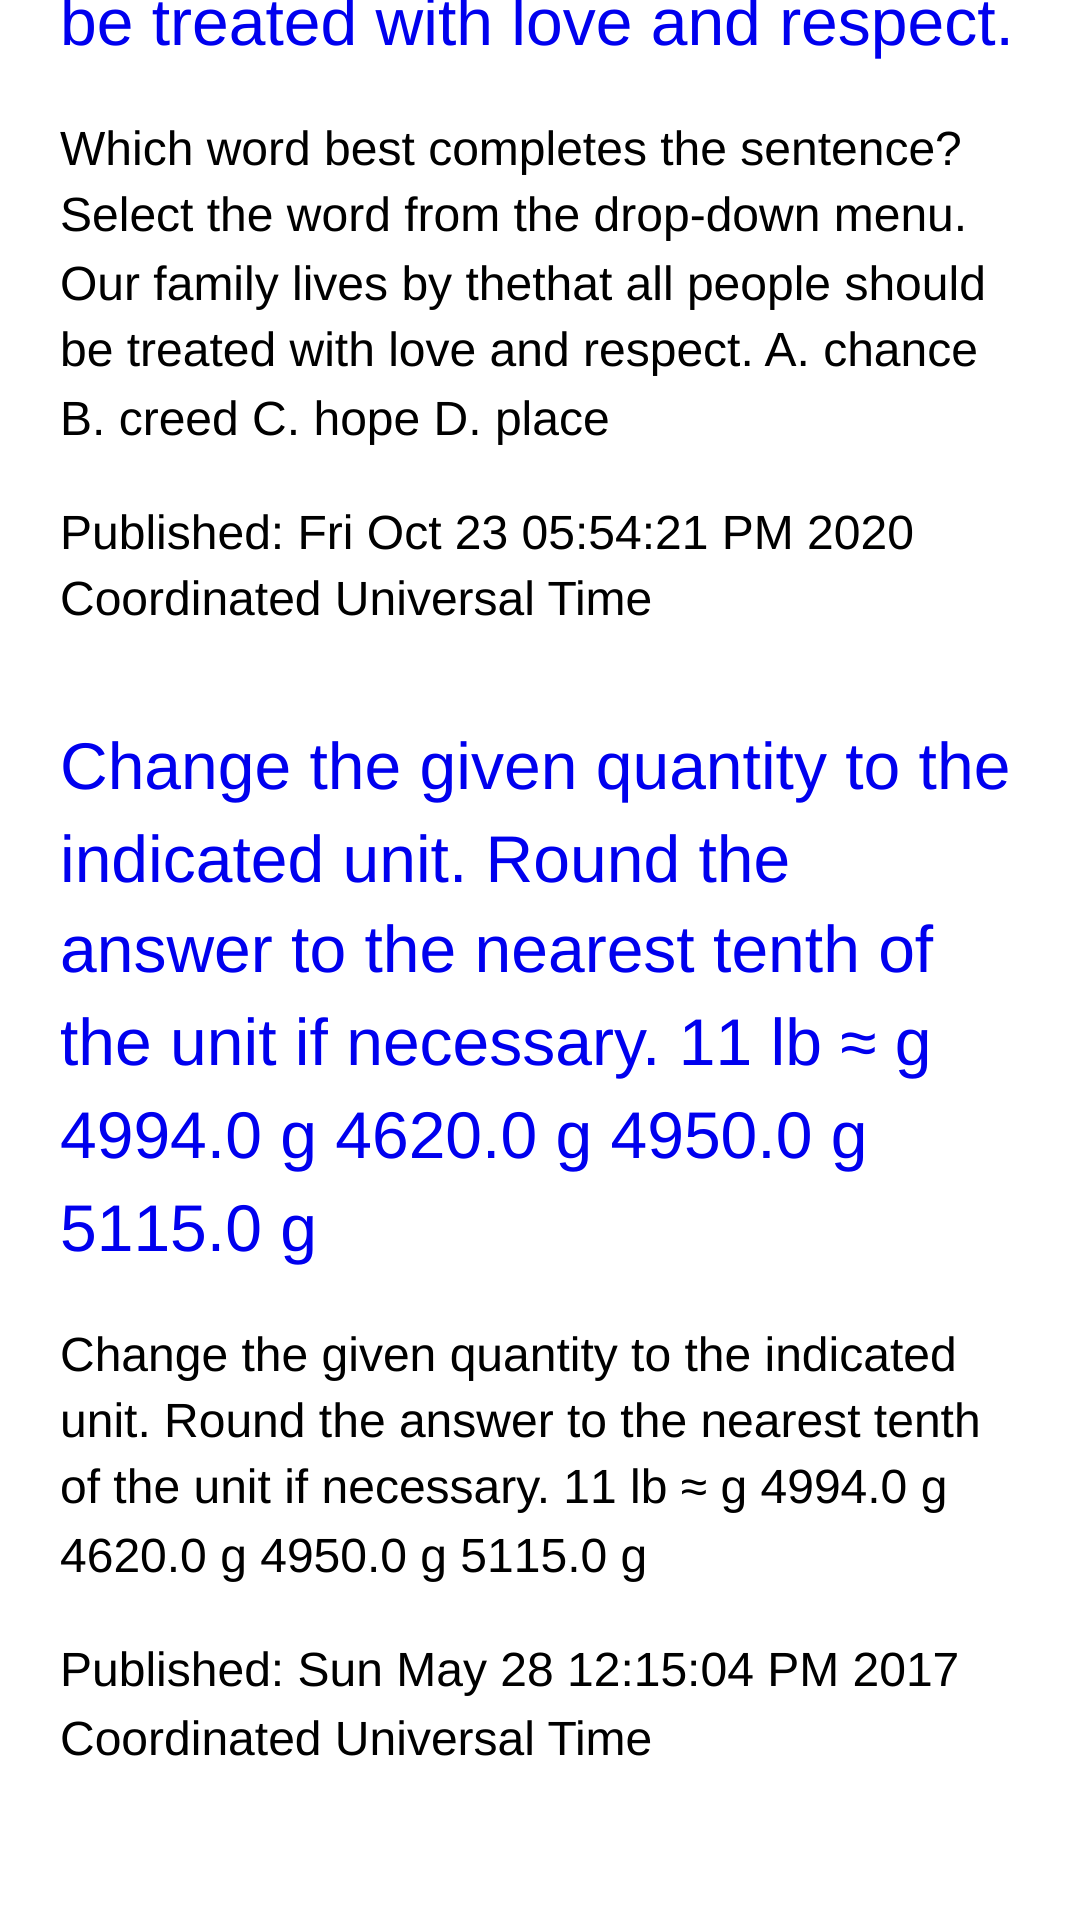 be treated with love and respect.
Which word best completes the sentence?
Select the word from the drop-down menu.
Our family lives by thethat all people should
be treated with love and respect. A. chance
B. creed C. hope D. place
Published: Fri Oct 23 05:54:21 PM 2020
Coordinated Universal Time
Change the given quantity to the
indicated unit. Round the
answer to the nearest tenth of
the unit if necessary. 11 lb ≈ g
4994.0 g 4620.0 g 4950.0 g
5115.0 g
Change the given quantity to the indicated
unit. Round the answer to the nearest tenth
of the unit if necessary. 11 lb ≈ g 4994.0 g
4620.0 g 4950.0 g 5115.0 g
Published: Sun May 28 12:15:04 PM 2017
Coordinated Universal Time